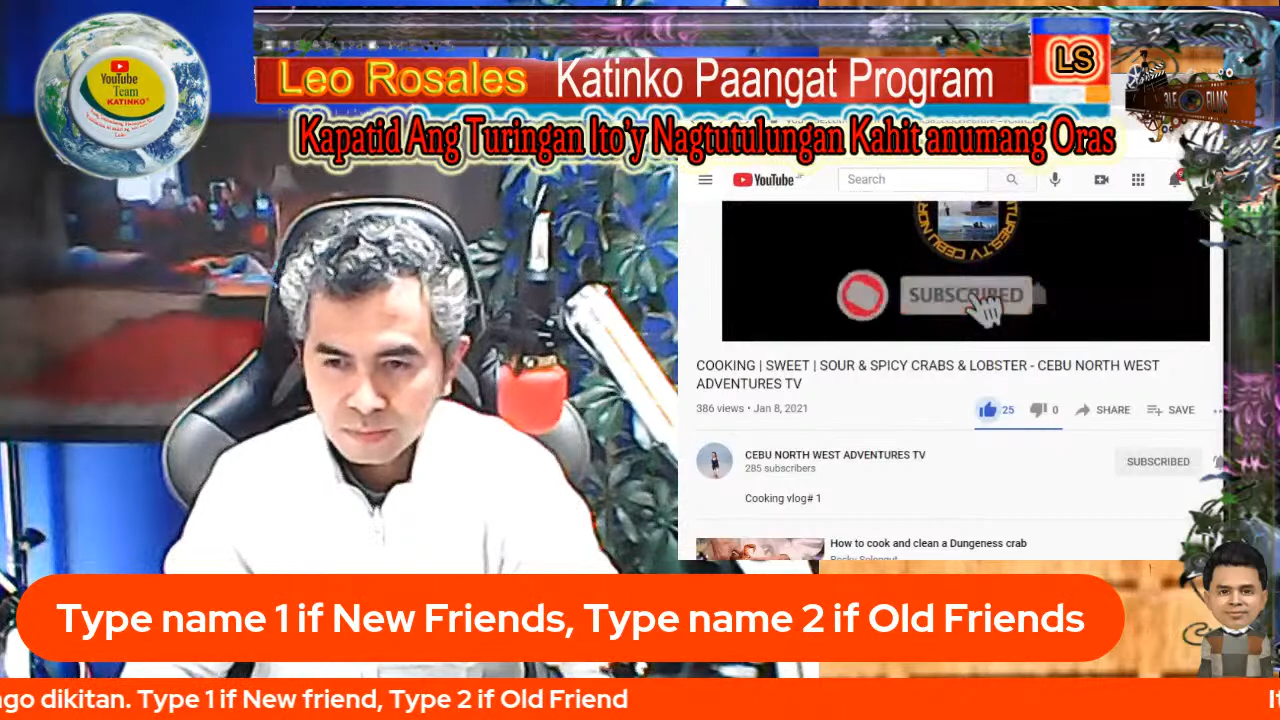 YouTube
Team
KATINKO
Leo Rosales Katinko Paangat Program
LS
3LE FILMS
Kapatid Ang Turingan Ito'y Nagtutulungan Kahit anumang Oras
YouTube
Search
SUBSCRIBED
COOKING | SWEET | SOUR & SPICY CRABS & LOBSTER - CEBU NORTH WEST
ADVENTURES TV
386 views • Jan 8, 2021
25 0 SHARE SAVE
CEBU NORTH WEST ADVENTURES TV
285 subscribers
SUBSCRIBED
Cooking vlog# 1
How to cook and clean a Dungeness crab
Type name 1 if New Friends, Type name 2 if Old Friends
dikitan. Type 1 if New friend, Type 2 if Old Friend